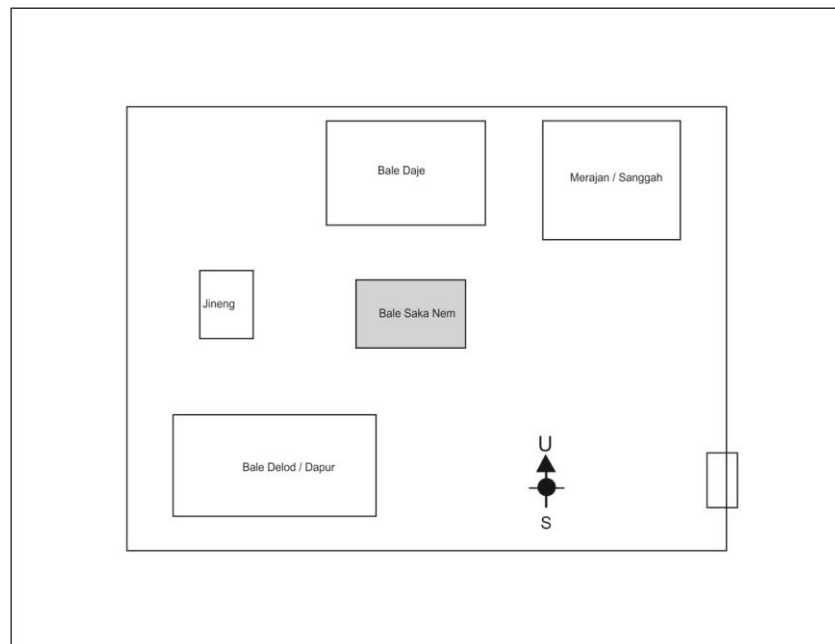 Bale Daje
Merajan / Sanggah
Jineng
Bale Saka Nem
Bale Delod / Dapur
U
S